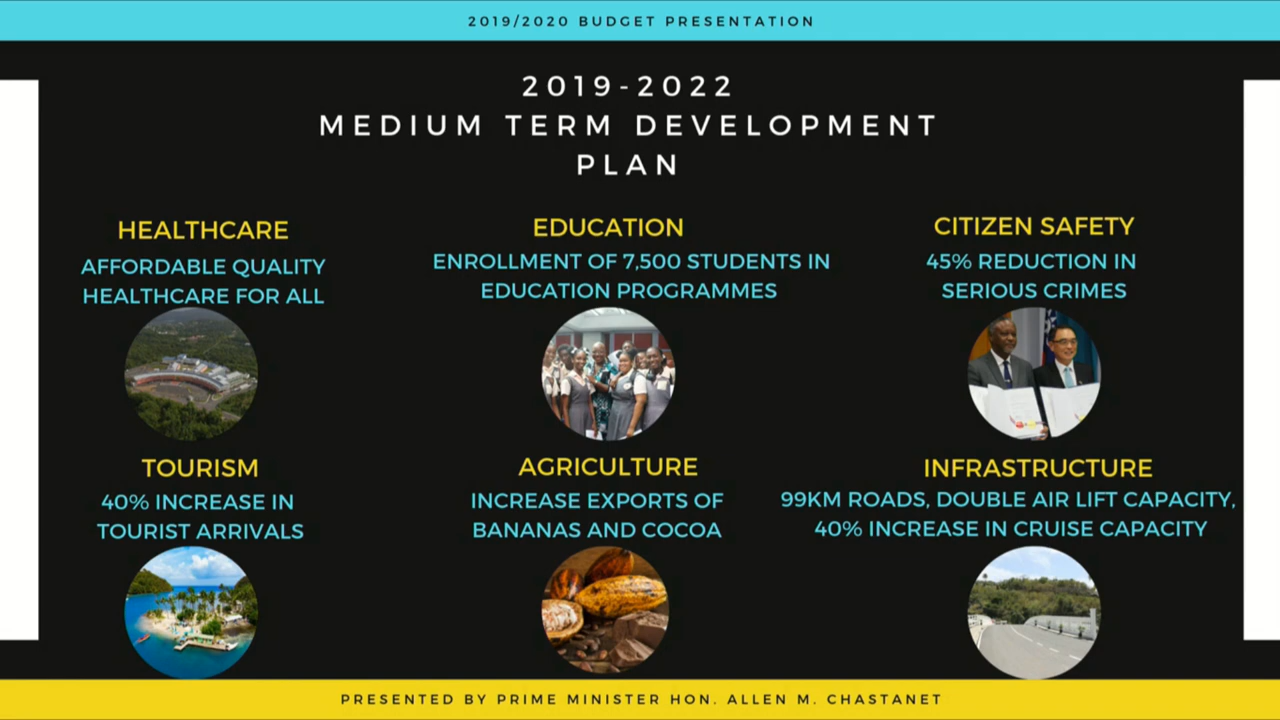 2019/2020 BUDGET PRESENTATION
2019-2022
MEDIUM TERM DEVELOPMENT
PLAN
HEALTHCARE
AFFORDABLE QUALITY
HEALTHCARE FOR ALL
EDUCATION
ENROLLMENT OF 7,500 STUDENTS IN
EDUCATION PROGRAMMES
CITIZEN SAFETY
45% REDUCTION IN
SERIOUS CRIMES
TOURISM
40% INCREASE IN
TOURIST ARRIVALS
AGRICULTURE
INCREASE EXPORTS OF
BANANAS AND COCOA
INFRASTRUCTURE
99KM ROADS, DOUBLE AIR LIFT CAPACITY,
40% INCREASE IN CRUISE CAPACITY
PRESENTED BY PRIME MINISTER HON. ALLEN M. CHASTANET